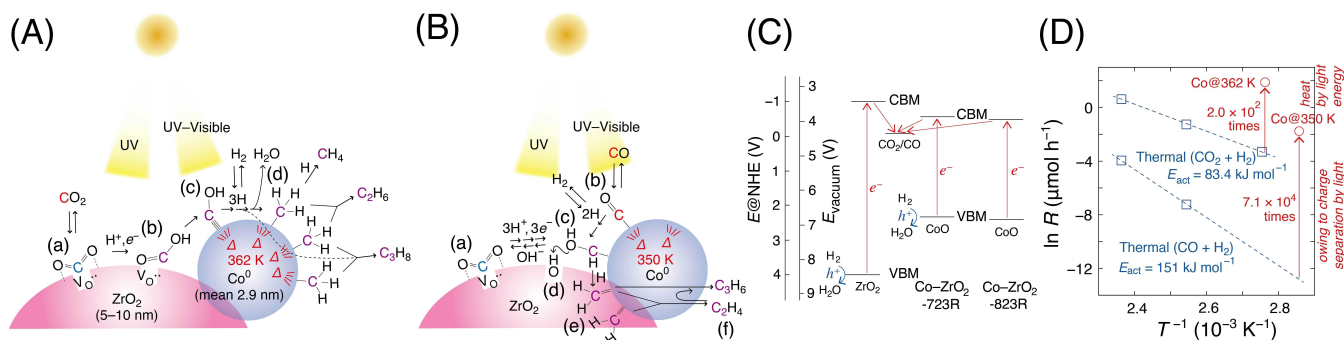 (A)
UV
UV–Visible
CO₂
(a)
O
C
O
Vo··
H⁺,e⁻
(b)
OH
C
O
Vo··
(c)
OH
C
O
H₂
H₂O
3H
(d)
H
C
H
H
CH₄
C₂H₆
H
C
H
H
C₃H₈
H
C
H
H
Δ
Δ
Δ
Δ
362 K
Co⁰
(mean 2.9 nm)
ZrO₂
(5–10 nm)
(B)
UV
UV–Visible
CO
H₂
(b)
2H
O
C
(c)
(a)
O
C
O
Vo··
3H⁺, 3e⁻
OH⁻
H
O
C
H
H
O
(d)
Δ
Δ
350 K
Co⁰
H
C
H
C
H
(e)
ZrO₂
C₃H₆
C₂H₄
(f)
(C)
E@NHE (V)
−1
0
1
2
3
4
Evacuum (V)
3
4
5
6
7
8
9
CBM
CBM
CO₂/CO
e⁻
e⁻
e⁻
H₂
h⁺
H₂O
CoO
VBM
CoO
H₂
h⁺
H₂O
ZrO₂
VBM
Co–ZrO₂
-723R
Co–ZrO₂
-823R
(D)
ln R (μmol h⁻¹)
0
−4
−8
−12
2.4
2.6
2.8
T⁻¹ (10⁻³ K⁻¹)
Co@362 K
2.0 × 10²
times
Co@350 K
Thermal (CO₂ + H₂)
Eact = 83.4 kJ mol⁻¹
7.1 × 10⁴
times
Thermal (CO + H₂)
Eact = 151 kJ mol⁻¹
heat
by light
energy
owing to charge
separation by light